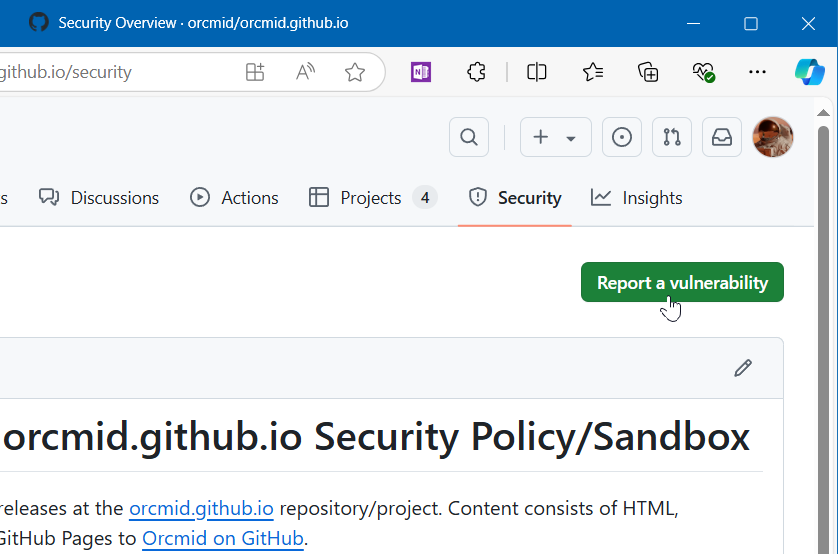 Security Overview · orcmid/orcmid.github.io
github.io/security
Discussions Actions Projects 4 Security Insights
Report a vulnerability
orcmid.github.io Security Policy/Sandbox
releases at the orcmid.github.io repository/project. Content consists of HTML,
GitHub Pages to Orcmid on GitHub.